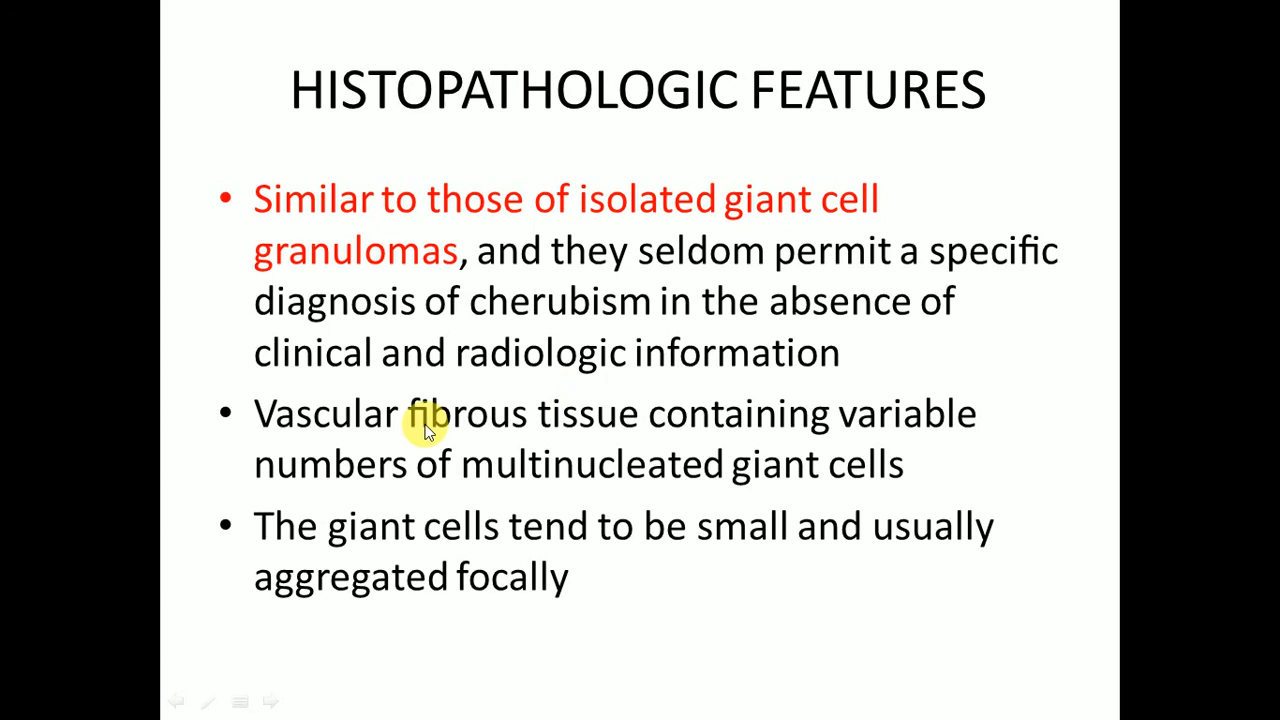 HISTOPATHOLOGIC FEATURES
• Similar to those of isolated giant cell
granulomas, and they seldom permit a specific
diagnosis of cherubism in the absence of
clinical and radiologic information
• Vascular fibrous tissue containing variable
numbers of multinucleated giant cells
• The giant cells tend to be small and usually
aggregated focally